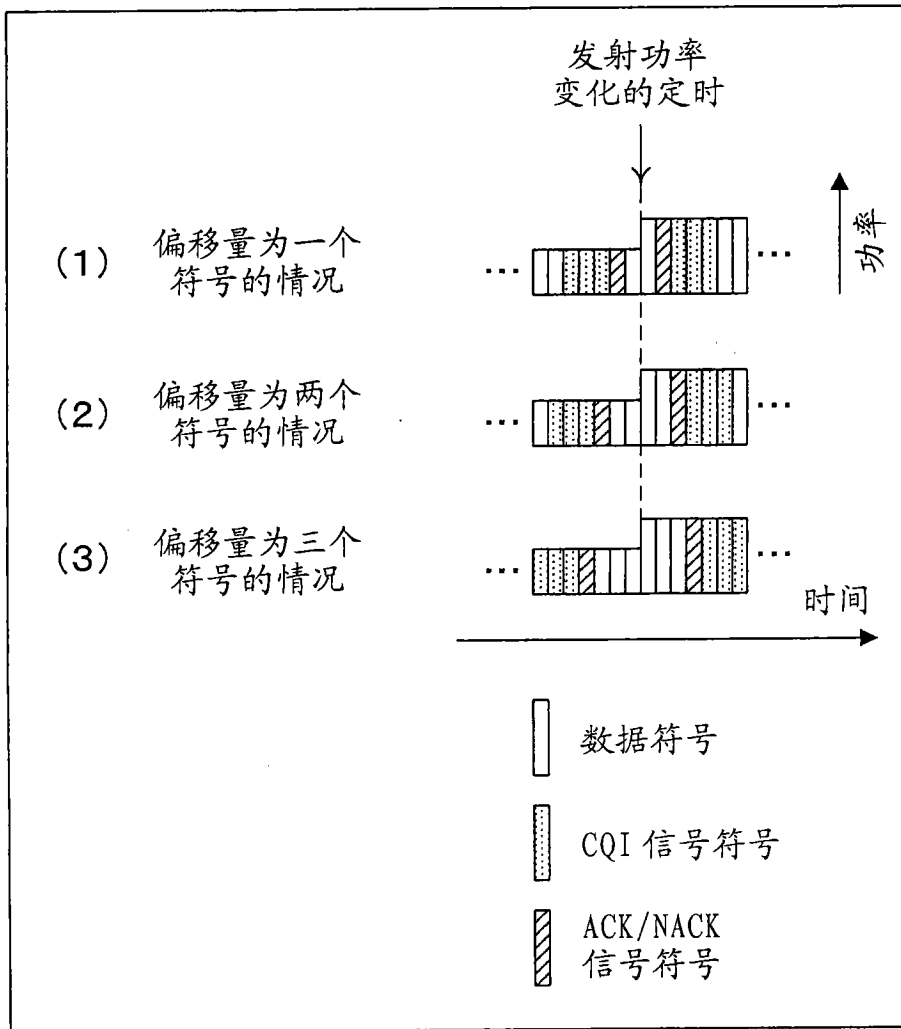 发射功率
变化的定时
功率
(1) 偏移量为一个
符号的情况
... ...
(2) 偏移量为两个
符号的情况
... ...
(3) 偏移量为三个
符号的情况
... ...
时间
数据符号
CQI 信号符号
ACK/NACK
信号符号